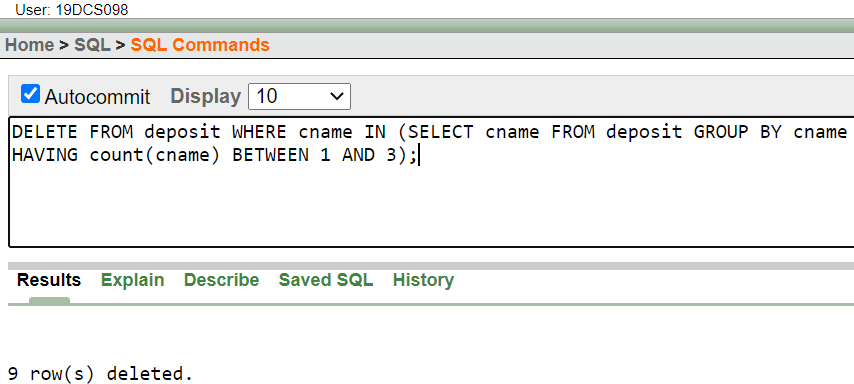 User: 19DCS098
Home > SQL > SQL Commands
Autocommit Display 10
DELETE FROM deposit WHERE cname IN (SELECT cname FROM deposit GROUP BY cname
HAVING count(cname) BETWEEN 1 AND 3);
Results Explain Describe Saved SQL History
9 row(s) deleted.